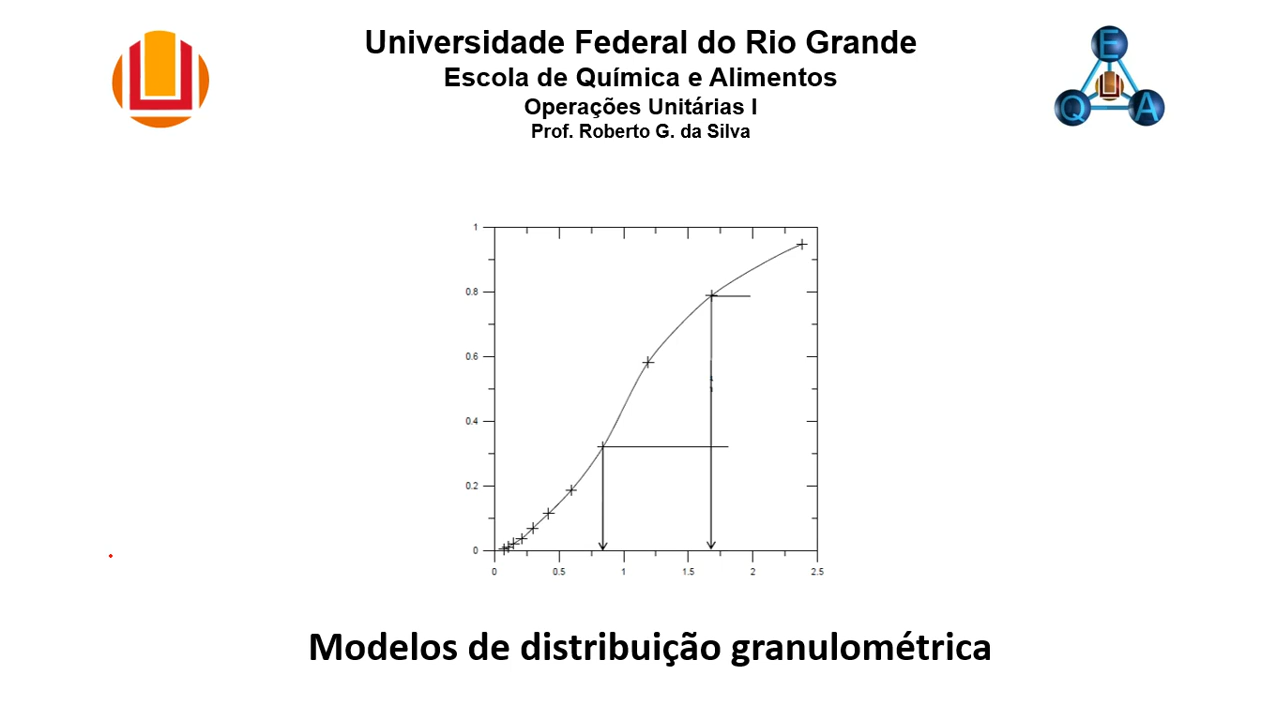 Universidade Federal do Rio Grande
Escola de Química e Alimentos
Operações Unitárias I
Prof. Roberto G. da Silva
E
Q
A
1
0.8
0.6
0.4
0.2
0
0 0.5 1 1.5 2 2.5
Modelos de distribuição granulométrica